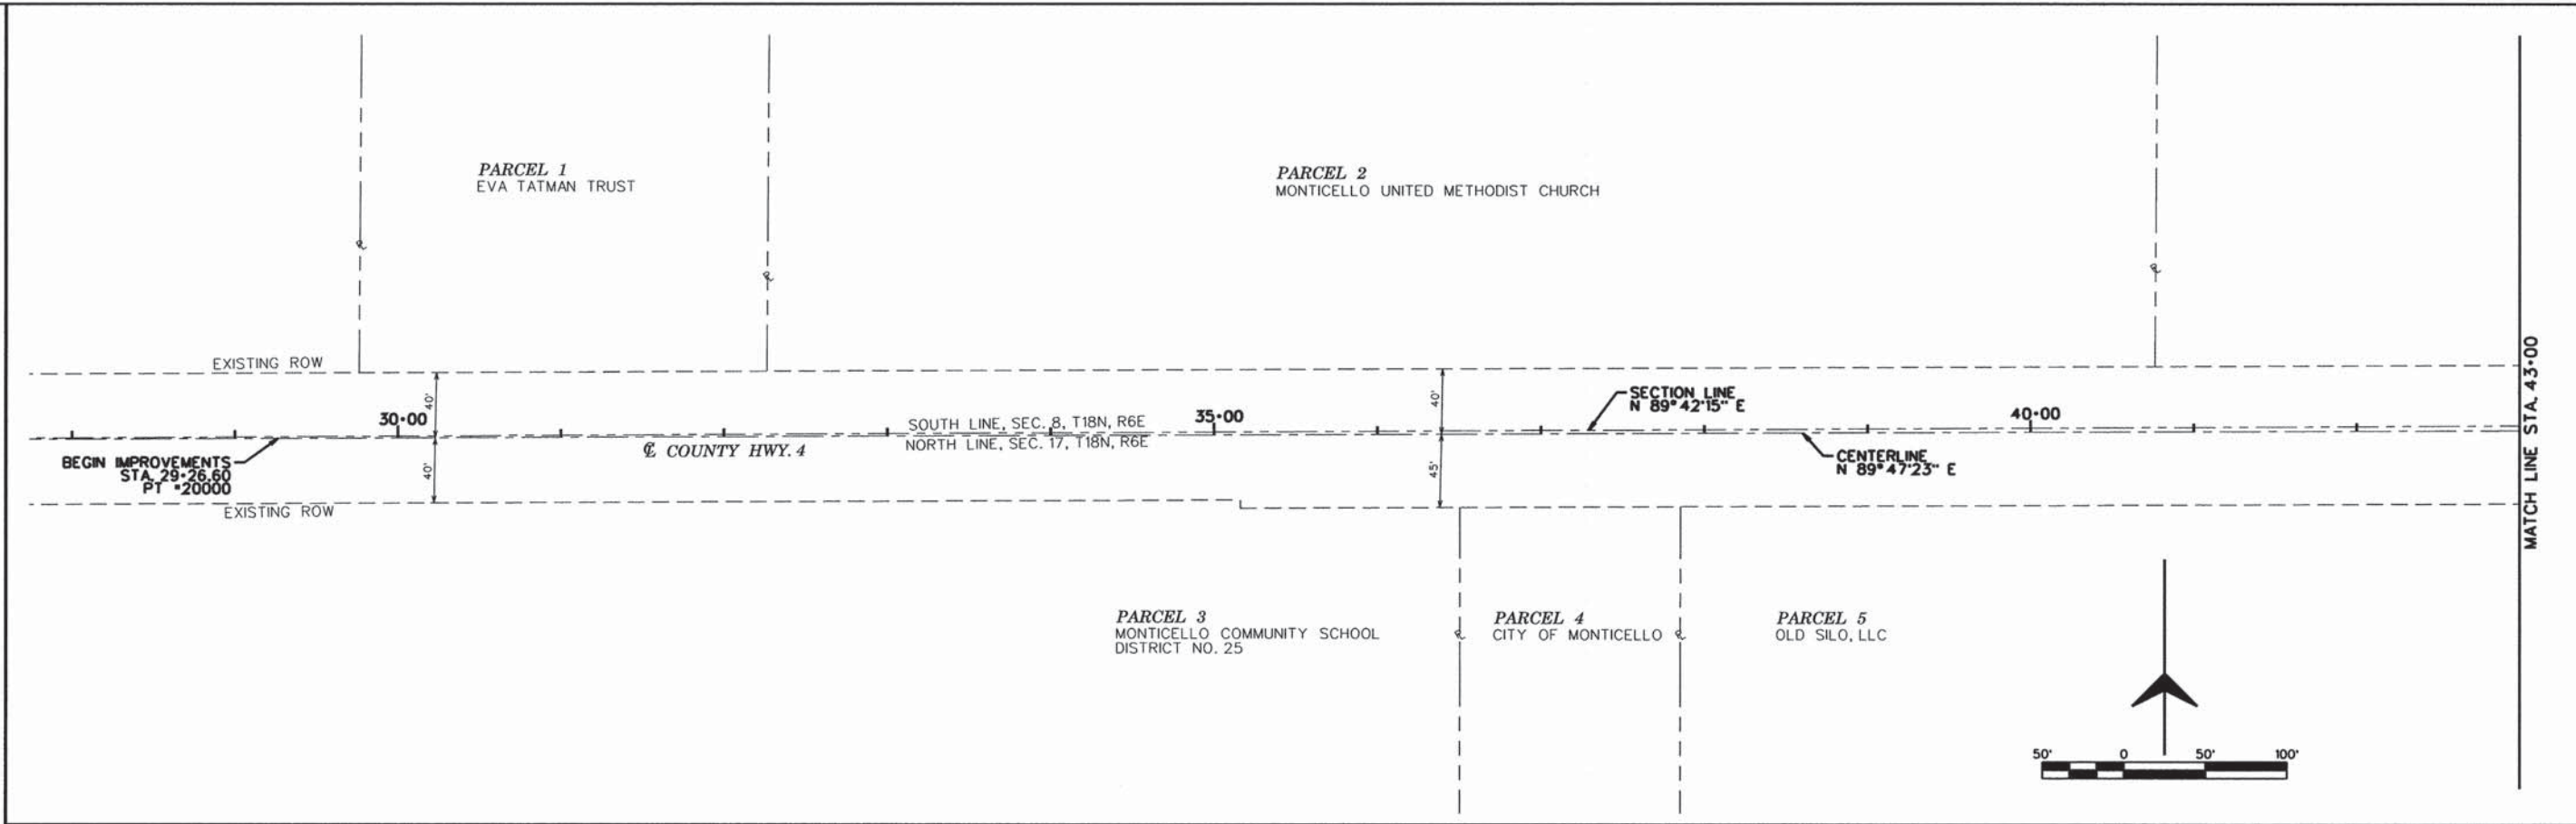 PARCEL 1
EVA TATMAN TRUST
PARCEL 2
MONTICELLO UNITED METHODIST CHURCH
℄
℄
℄
EXISTING ROW
40'
40'
SECTION LINE
N 89°42'15" E
30+00
SOUTH LINE, SEC. 8, T18N, R6E
35+00
40+00
MATCH LINE STA. 43+00
BEGIN IMPROVEMENTS
STA. 29+26.60
PT #20000
℄ COUNTY HWY. 4
NORTH LINE, SEC. 17, T18N, R6E
40'
45'
CENTERLINE
N 89°47'23" E
EXISTING ROW
PARCEL 3
MONTICELLO COMMUNITY SCHOOL
DISTRICT NO. 25
℄
PARCEL 4
CITY OF MONTICELLO
℄
PARCEL 5
OLD SILO, LLC
50' 0 50' 100'